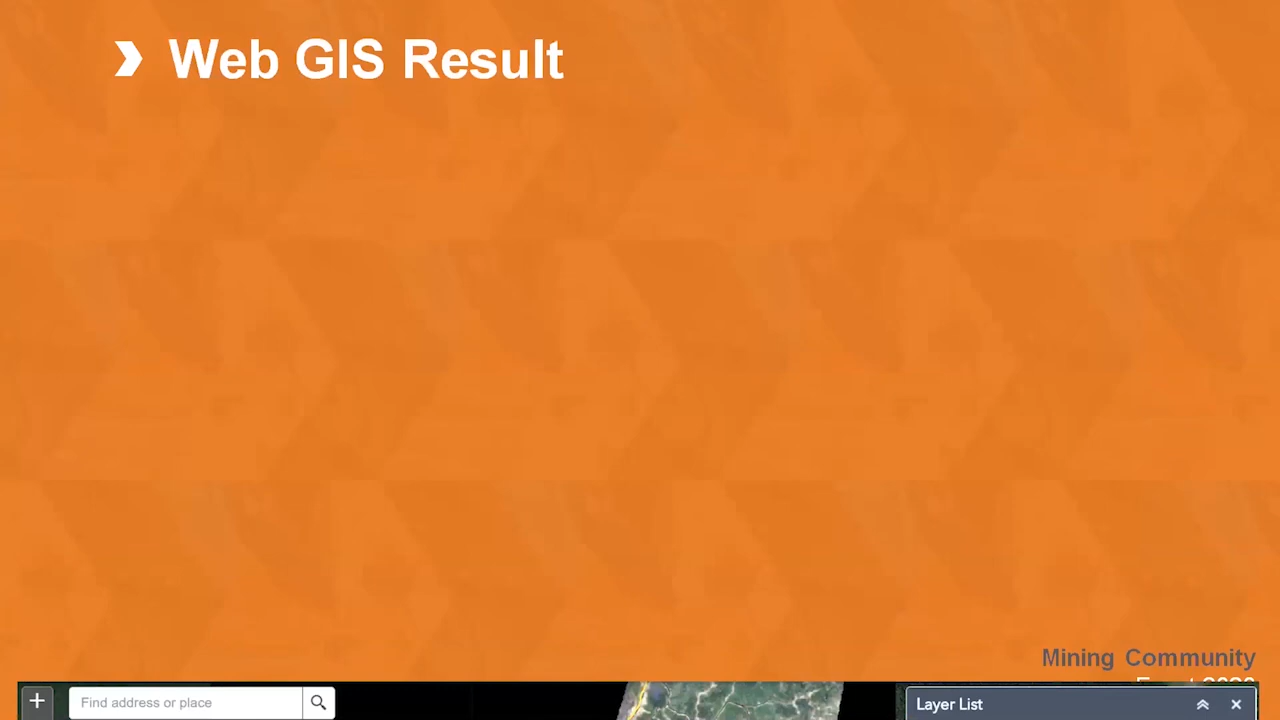 Web GIS Result
Mining Community
Find address or place
Layer List